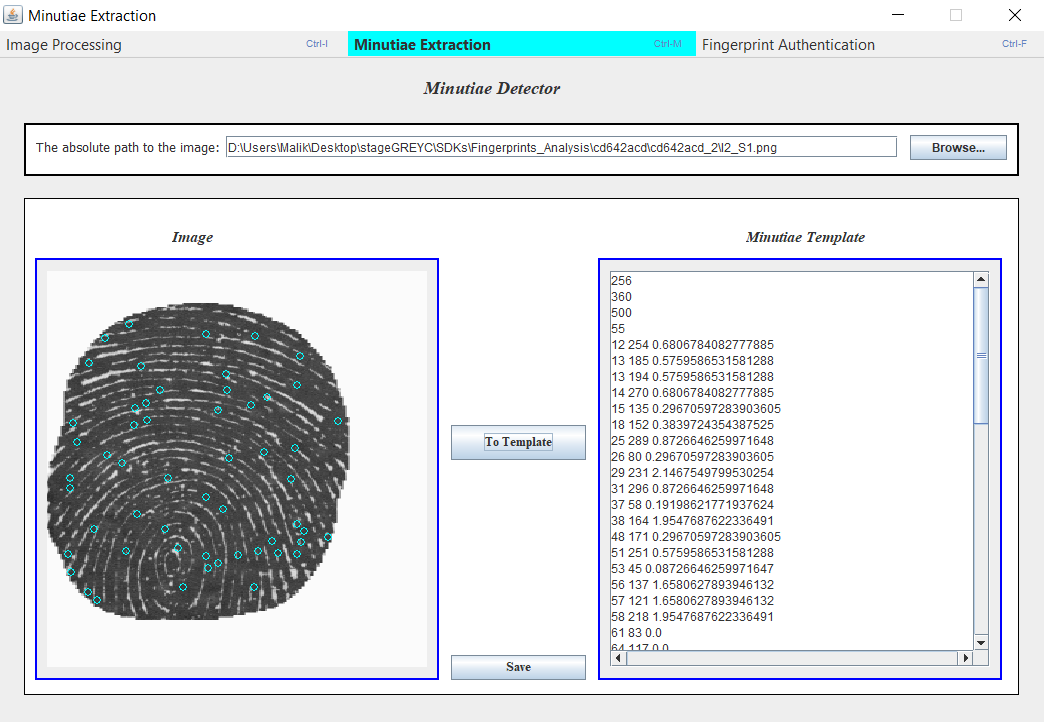 Minutiae Extraction
Image Processing Ctrl-I Minutiae Extraction Ctrl-M Fingerprint Authentication Ctrl-F
Minutiae Detector
The absolute path to the image: D:\Users\Malik\Desktop\stageGREYC\SDKs\Fingerprints_Analysis\cd642acd\cd642acd_2\I2_S1.png Browse...
Image
Minutiae Template
256
360
500
55
12 254 0.6806784082777885
13 185 0.5759586531581288
13 194 0.5759586531581288
14 270 0.6806784082777885
15 135 0.29670597283903605
18 152 0.3839724354387525
25 289 0.8726646259971648
26 80 0.29670597283903605
29 231 2.1467549799530254
31 296 0.8726646259971648
37 58 0.19198621771937624
38 164 1.9547687622336491
48 171 0.29670597283903605
51 251 0.5759586531581288
53 45 0.08726646259971647
56 137 1.6580627893946132
57 121 1.6580627893946132
58 218 1.9547687622336491
61 83 0.0
64 117 0.0
To Template
Save